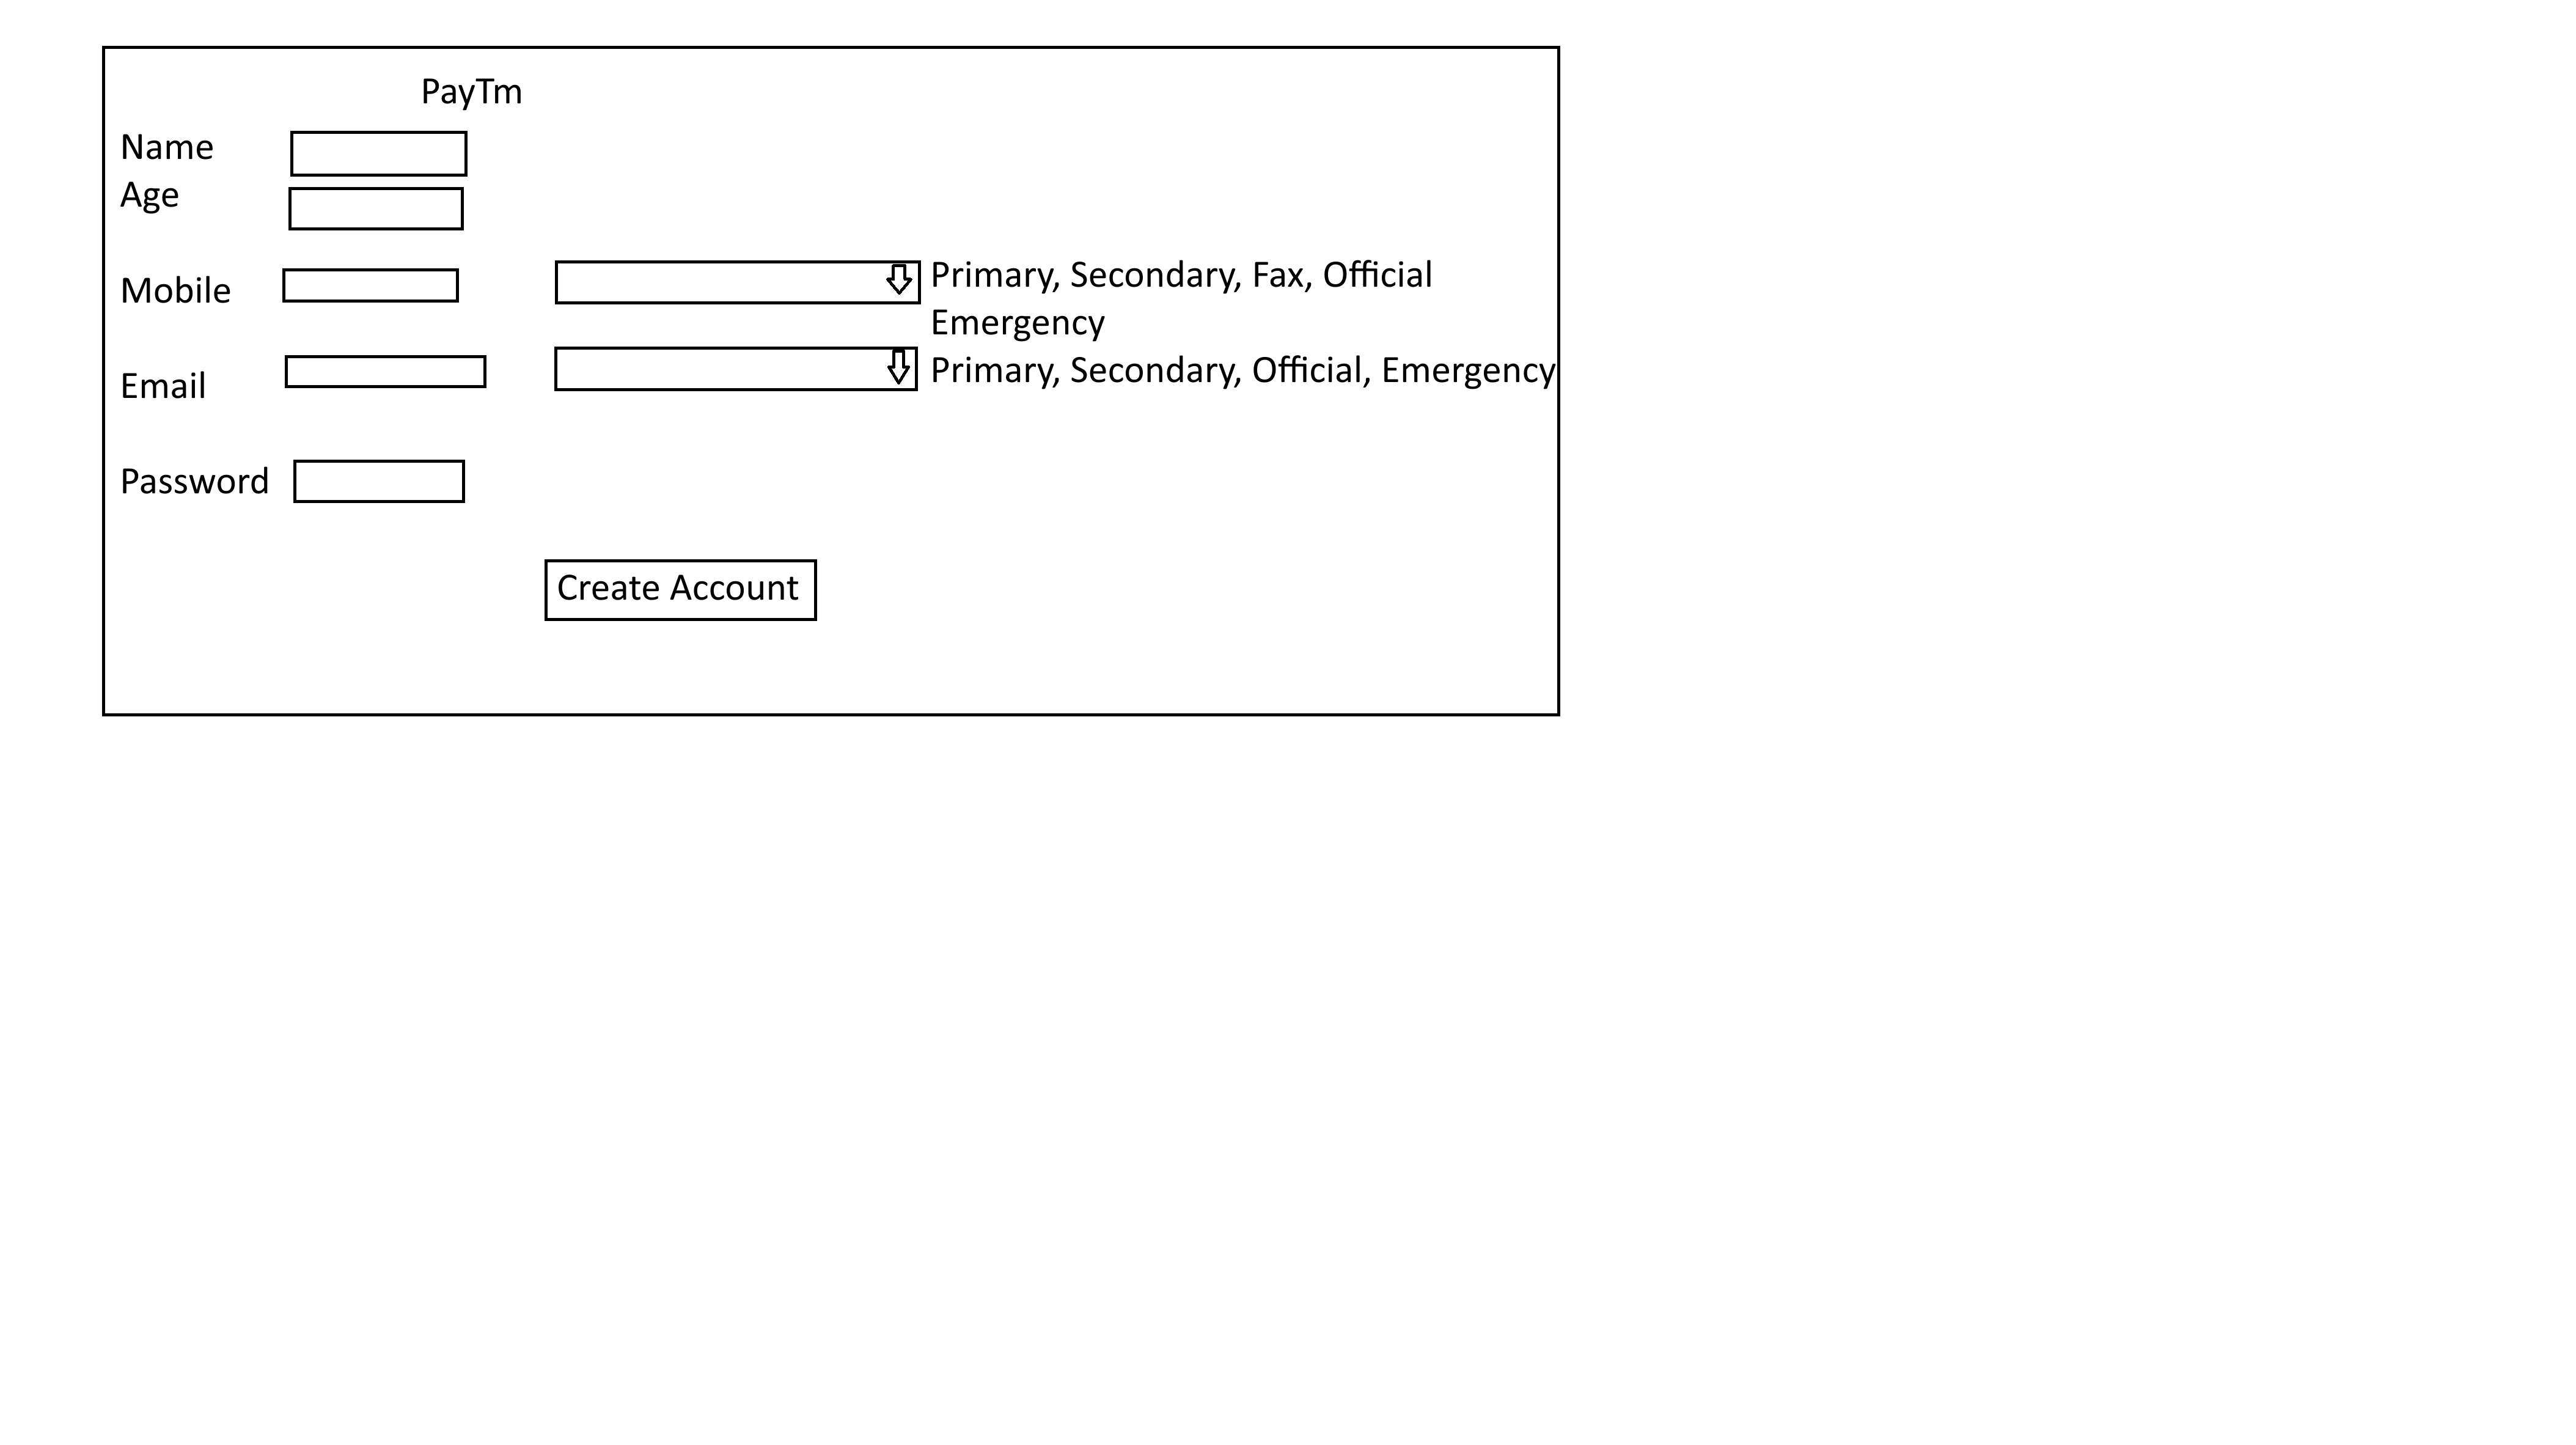 PayTm
Name
Age
Mobile
Primary, Secondary, Fax, Official
Emergency
Email
Primary, Secondary, Official, Emergency
Password
Create Account